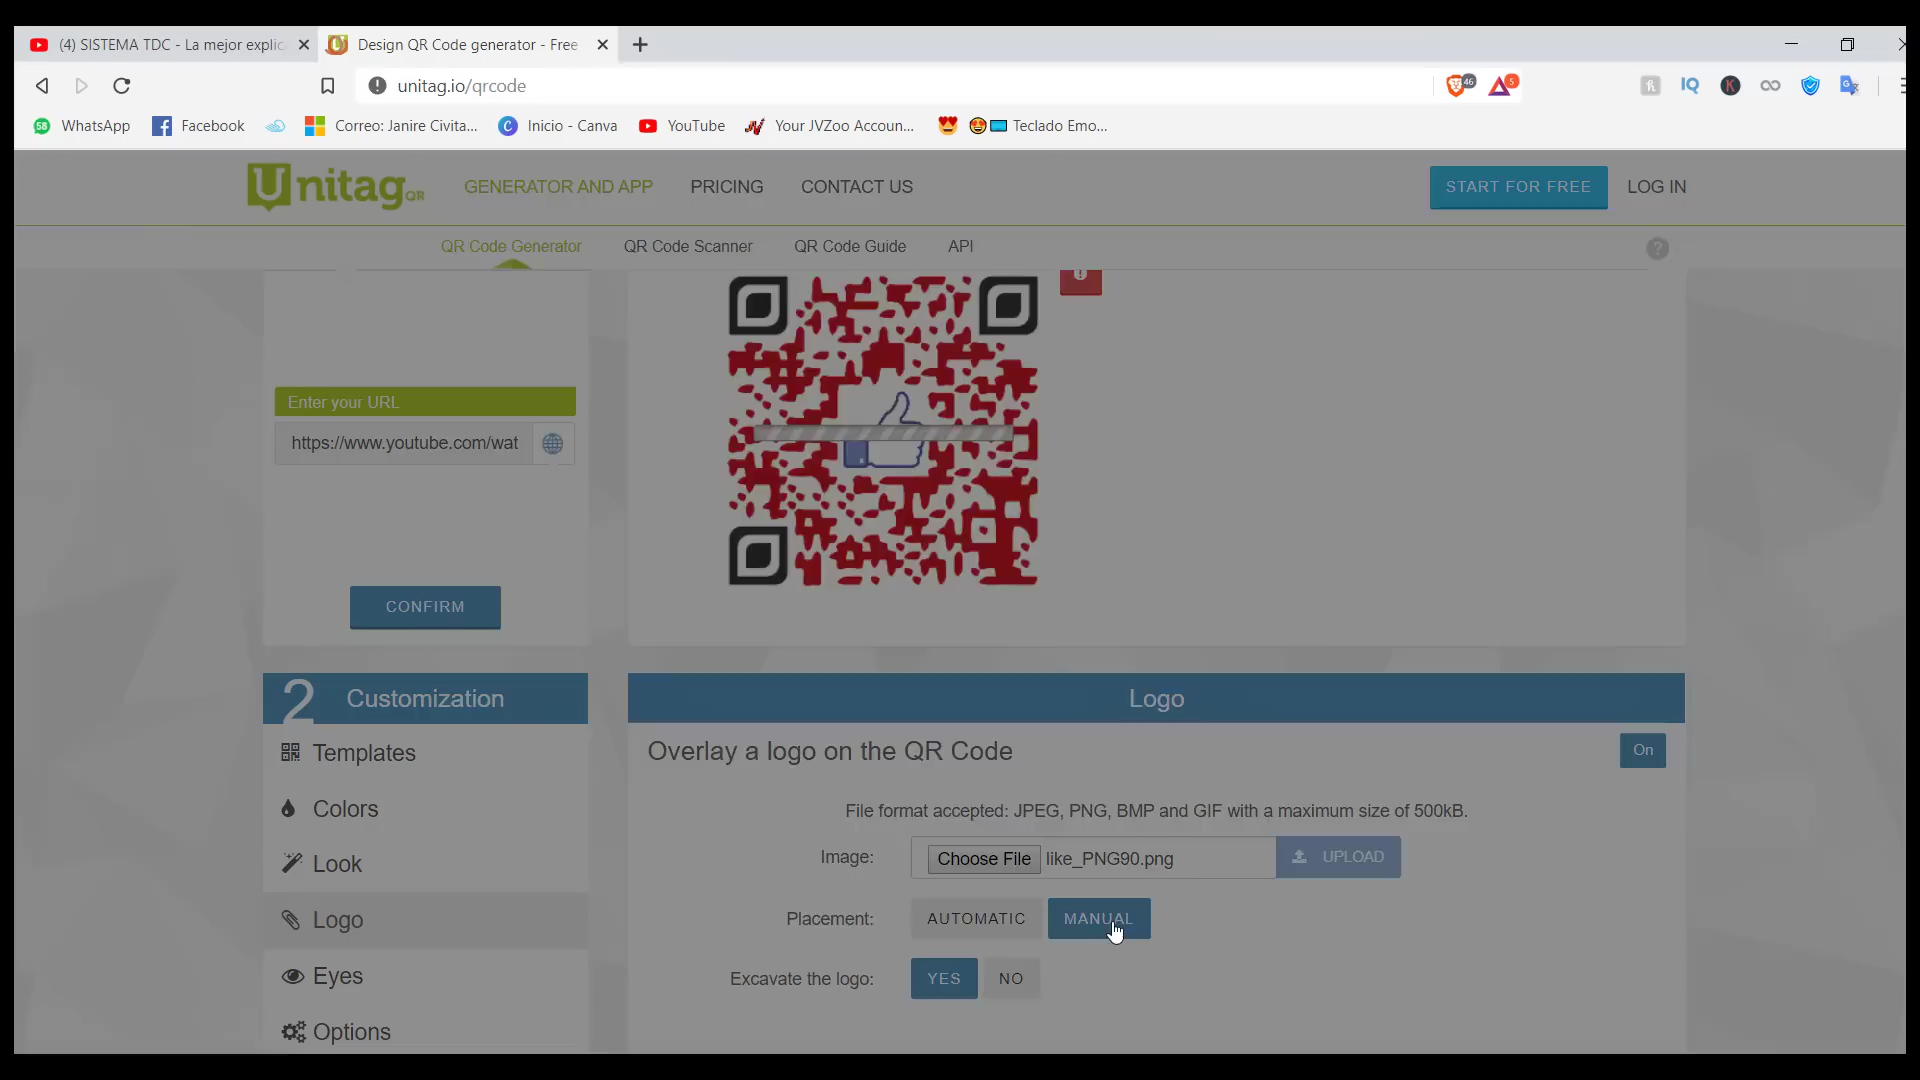 (4) SISTEMA TDC - La mejor explic
Design QR Code generator - Free
unitag.io/qrcode
46
5
58 WhatsApp
Facebook
Correo: Janire Civita...
Inicio - Canva
YouTube
Your JVZoo Accoun...
Teclado Emo...
Unitag QR
GENERATOR AND APP
PRICING
CONTACT US
START FOR FREE
LOG IN
QR Code Generator
QR Code Scanner
QR Code Guide
API
?
Enter your URL
https://www.youtube.com/wat
CONFIRM
2 Customization
Templates
Colors
Look
Logo
Eyes
Options
Logo
Overlay a logo on the QR Code
On
File format accepted: JPEG, PNG, BMP and GIF with a maximum size of 500kB.
Image:
Choose File like_PNG90.png
UPLOAD
Placement:
AUTOMATIC
MANUAL
Excavate the logo:
YES
NO